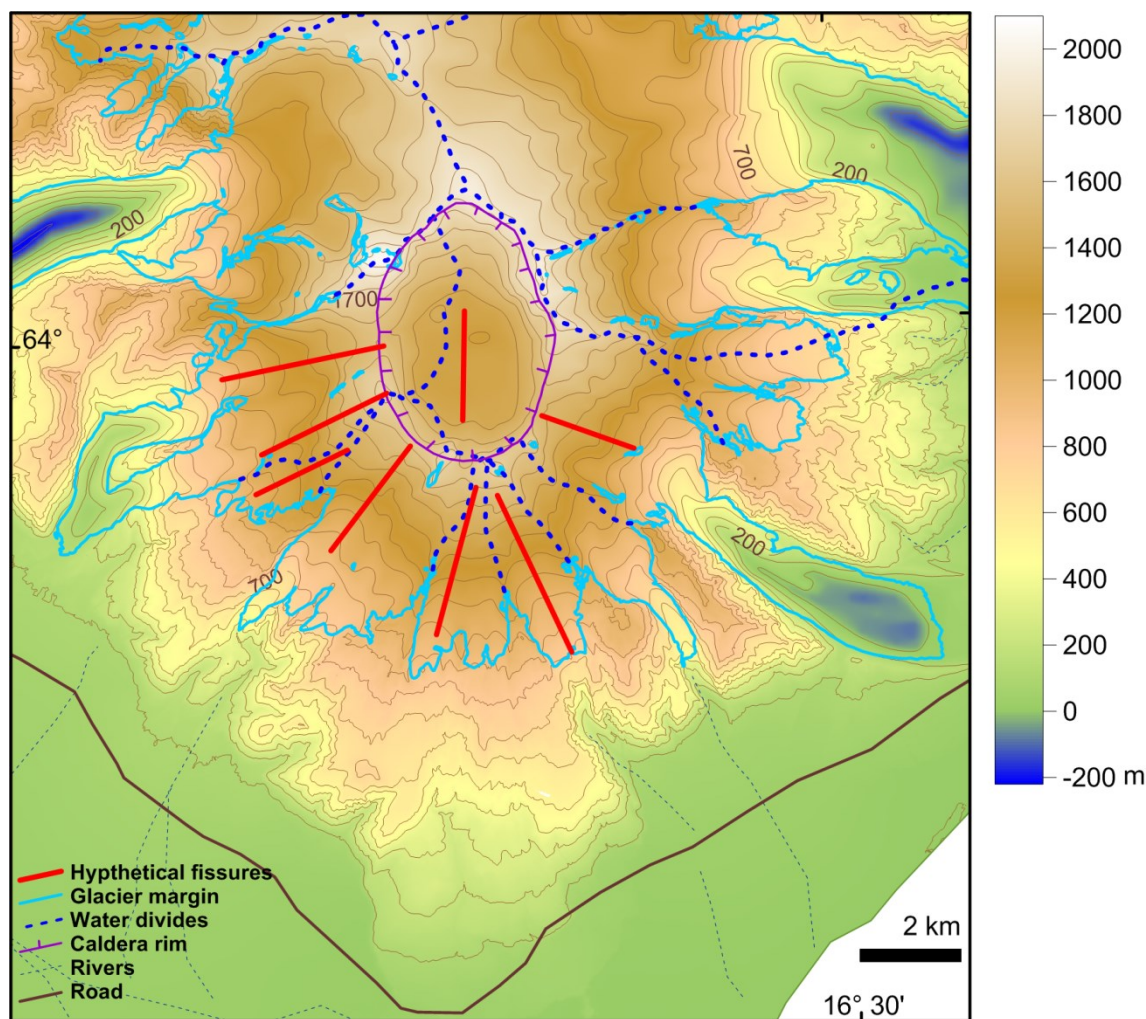 2000
1800
1600
1400
1200
1000
800
600
400
200
0
-200 m
700
200
200
1700
64°
200
700
Hypthetical fissures
Glacier margin
Water divides
Caldera rim
Rivers
Road
2 km
16° 30'